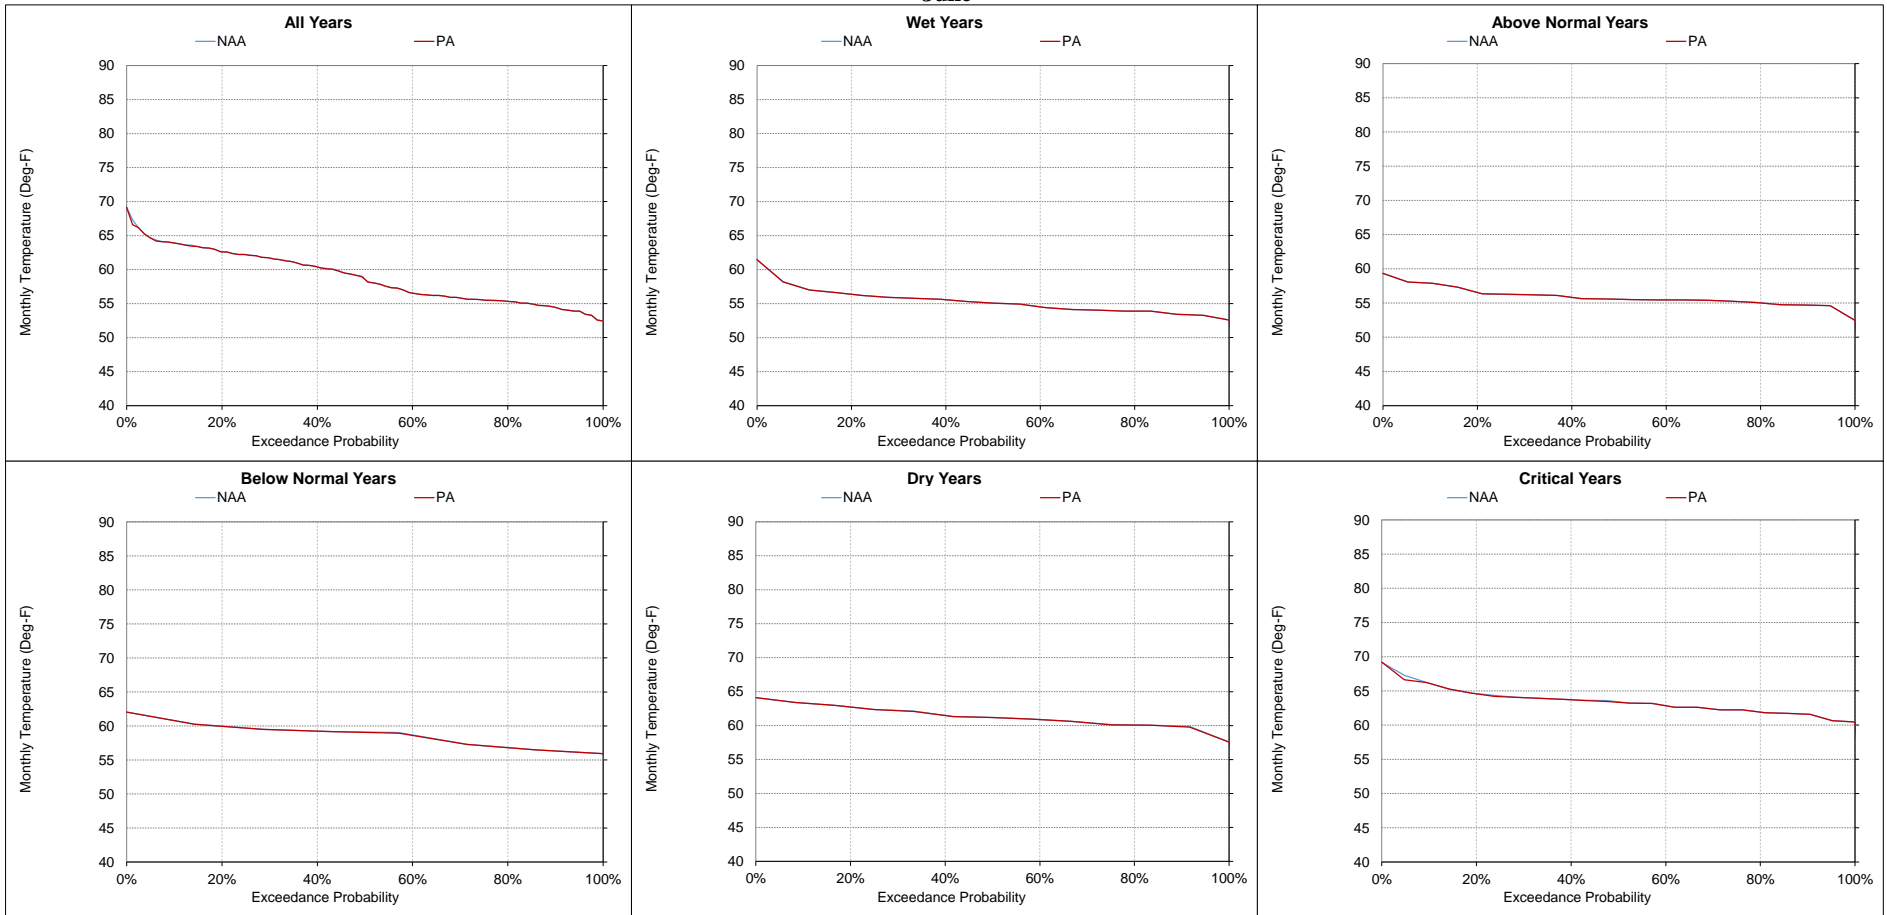 All Years
NAA PA
90
85
80
75
70
65
60
55
50
45
40
0% 20% 40% 60% 80% 100%
Monthly Temperature (Deg-F)
Exceedance Probability
Wet Years
NAA PA
90
85
80
75
70
65
60
55
50
45
40
0% 20% 40% 60% 80% 100%
Monthly Temperature (Deg-F)
Exceedance Probability
Above Normal Years
NAA PA
90
85
80
75
70
65
60
55
50
45
40
0% 20% 40% 60% 80% 100%
Monthly Temperature (Deg-F)
Exceedance Probability
Below Normal Years
NAA PA
90
85
80
75
70
65
60
55
50
45
40
0% 20% 40% 60% 80% 100%
Monthly Temperature (Deg-F)
Exceedance Probability
Dry Years
NAA PA
90
85
80
75
70
65
60
55
50
45
40
0% 20% 40% 60% 80% 100%
Monthly Temperature (Deg-F)
Exceedance Probability
Critical Years
NAA PA
90
85
80
75
70
65
60
55
50
45
40
0% 20% 40% 60% 80% 100%
Monthly Temperature (Deg-F)
Exceedance Probability